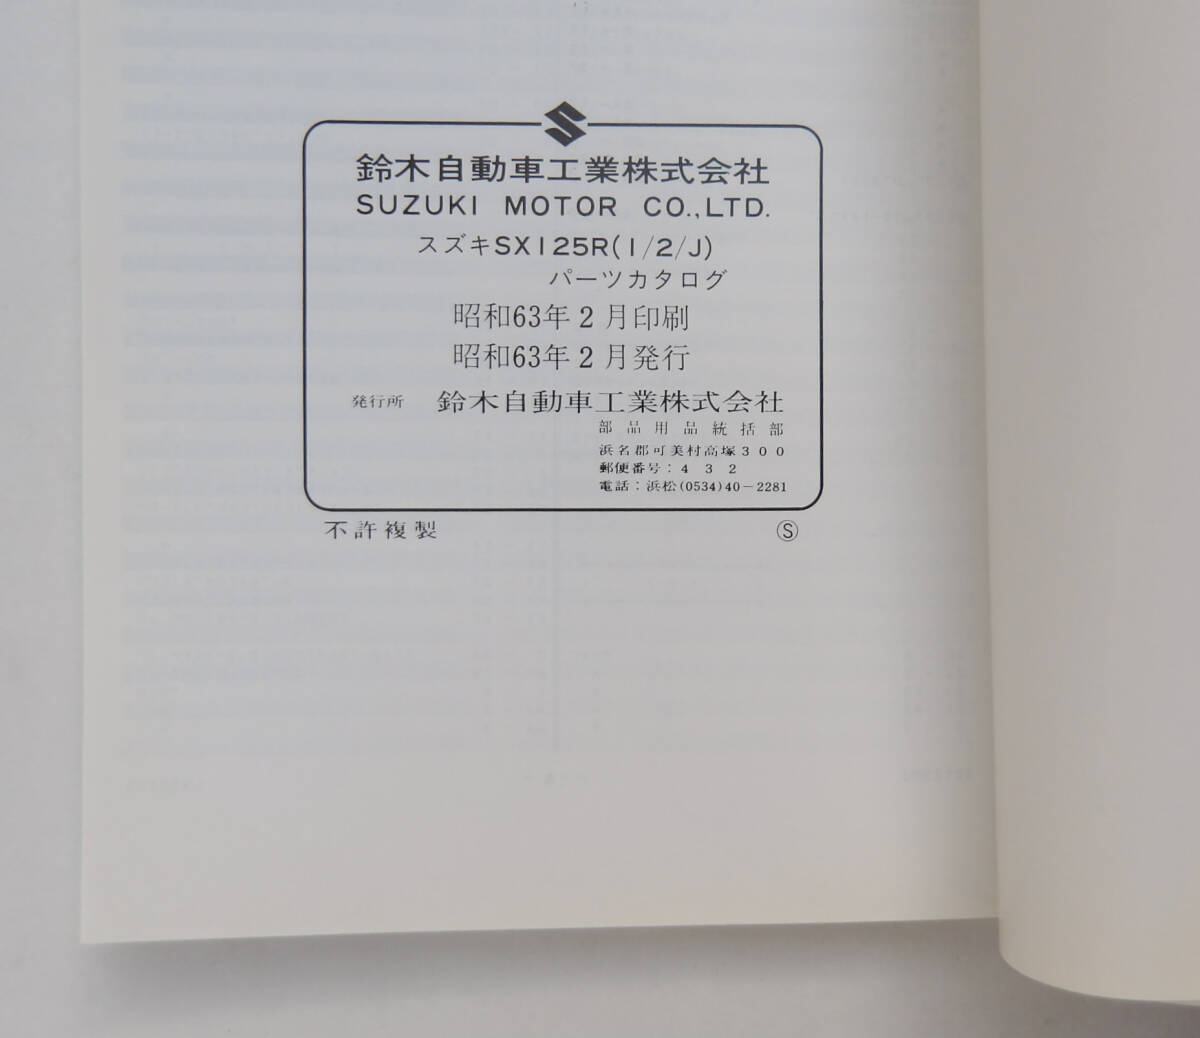 鈴木自動車工業株式会社
SUZUKI MOTOR CO.,LTD.
スズキSX125R(1/2/J)
パーツカタログ
昭和63年2月印刷
昭和63年2月発行
発行所 鈴木自動車工業株式会社
部品用品統括部
浜名郡可美村高塚300
郵便番号:432
電話:浜松(0534)40-2281
不許複製 Ⓢ